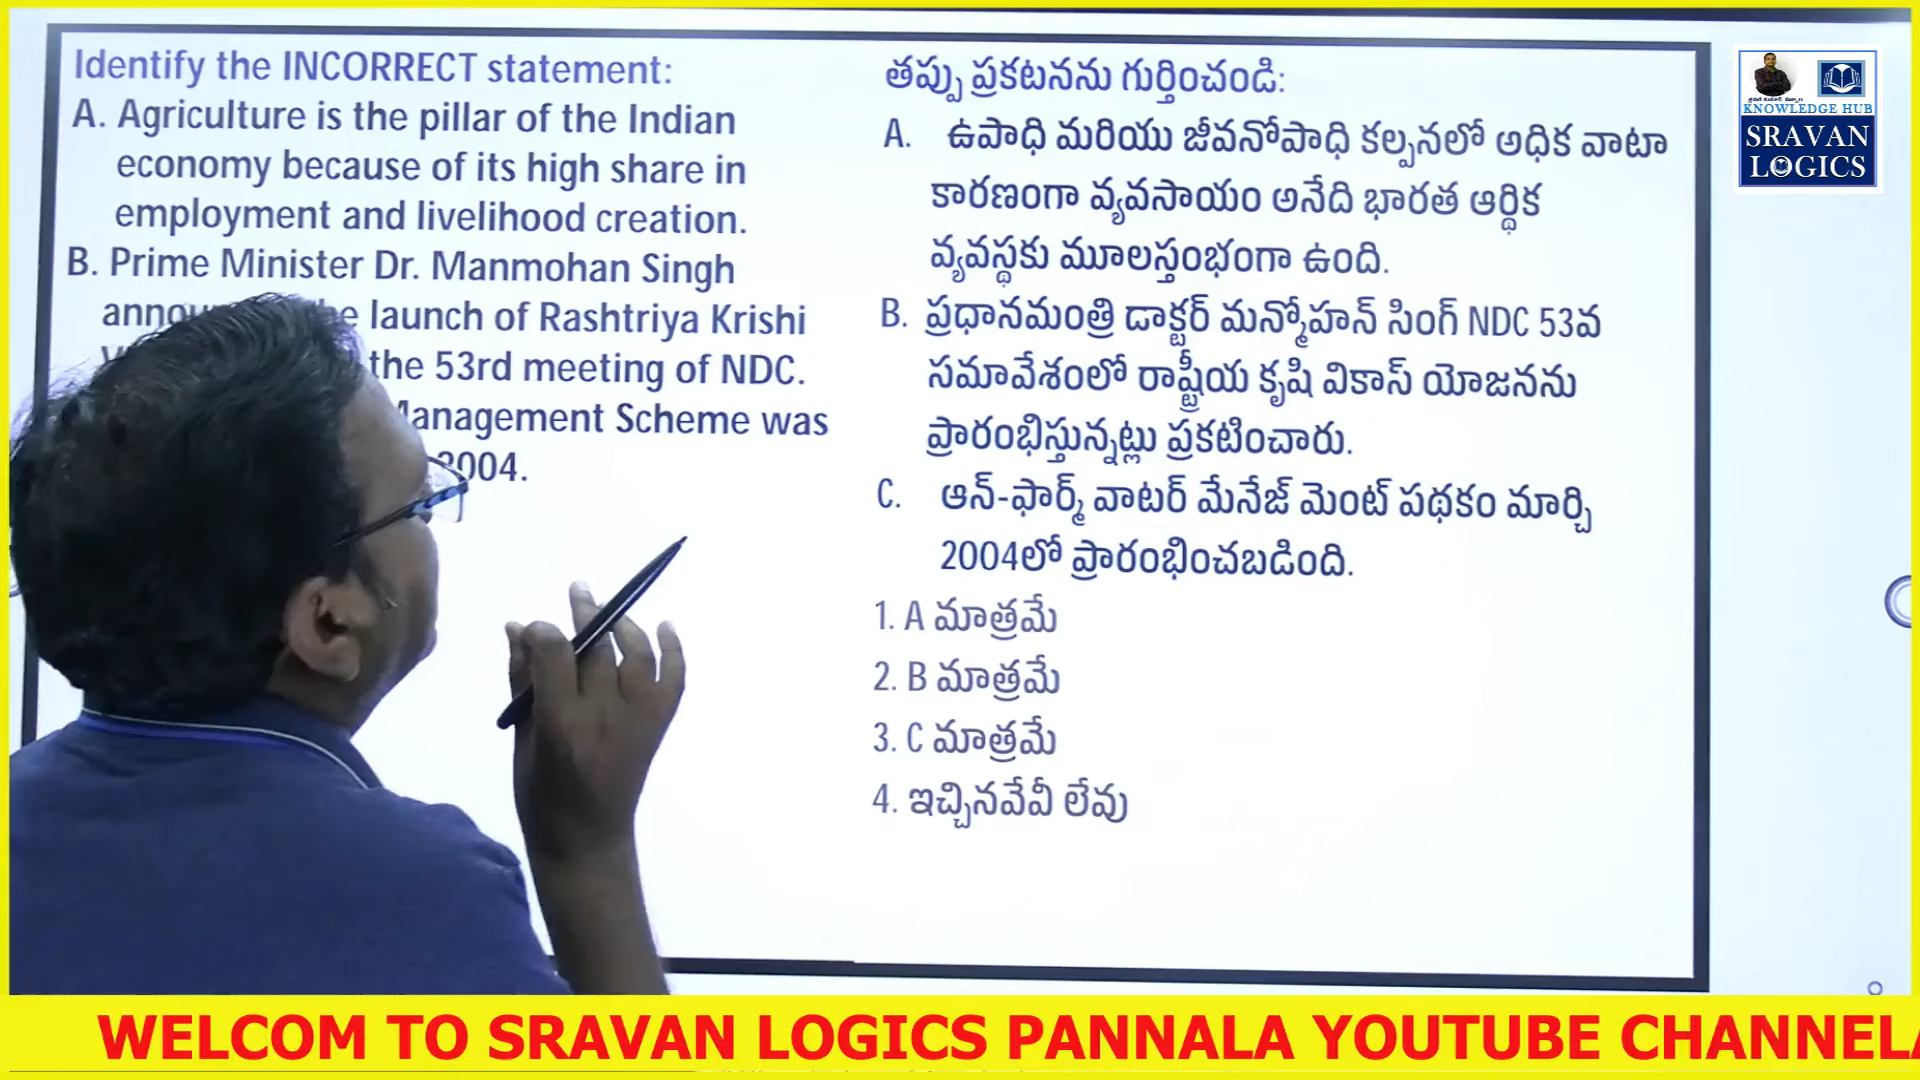 Identify the INCORRECT statement:
A. Agriculture is the pillar of the Indian
economy because of its high share in
employment and livelihood creation.
B. Prime Minister Dr. Manmohan Singh
launch of Rashtriya Krishi
the 53rd meeting of NDC.
Scheme was
2004.
తప్పు ప్రకటనను గుర్తించండి:
A. ఉపాధి మరియు జీవనోపాధి కల్పనలో అధిక వాటా
కారణంగా వ్యవసాయం అనేది భారత ఆర్థిక
వ్యవస్థకు మూలస్తంభంగా ఉంది.
B. ప్రధానమంత్రి డాక్టర్ మన్మోహన్ సింగ్ NDC 53వ
సమావేశంలో రాష్ట్రీయ కృషి వికాస్ యోజనను
ప్రారంభిస్తున్నట్లు ప్రకటించారు.
C. ఆన్-ఫార్మ్ వాటర్ మేనేజ్ మెంట్ పథకం మార్చి
2004లో ప్రారంభించబడింది.
1. A మాత్రమే
2. B మాత్రమే
3. C మాత్రమే
4. ఇచ్చినవేవీ లేవు
KNOWLEDGE HUB
SRAVAN
LOGICS
WELCOM TO SRAVAN LOGICS PANNALA YOUTUBE CHANNEL